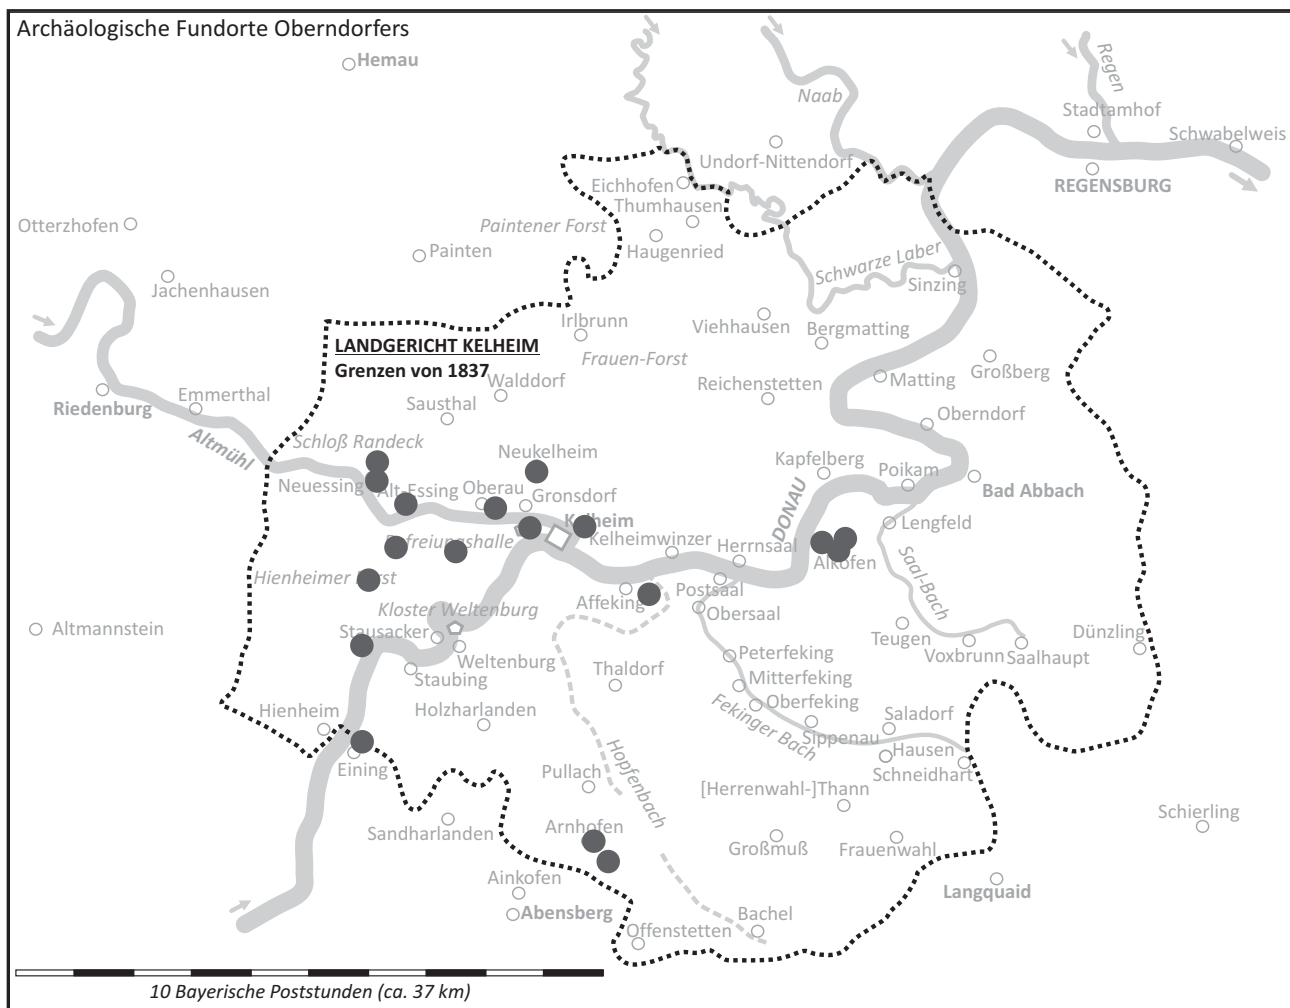 Archäologische Fundorte Oberndorfers
Hemau
Naab
Regen
Stadtamhof
Schwabelweis
Undorf-Nittendorf
REGENSBURG
Eichhofen
Thumhausen
Otterzhofen
Paintener Forst
Painten
Haugenried
Schwarze Laber
Sinzing
Jachenhausen
Irlbrunn
Viehhausen
Bergmatting
LANDGERICHT KELHEIM
Grenzen von 1837
Frauen-Forst
Großberg
Walddorf
Reichenstetten
Matting
Emmerthal
Riedenburg
Sausthal
Oberndorf
Altmühl
Schloß Randeck
Neukelheim
Kapfelberg
Poikam
Neuessing
Alt-Essing
Oberau
Gronsdorf
Bad Abbach
DONAU
Kelheim
Lengfeld
Befreiungshalle
Kelheimwinzer
Herrnsaal
Alkofen
Saal-Bach
Hienheimer Forst
Affeking
Postsaal
Obersaal
Kloster Weltenburg
Altmannstein
Stausacker
Teugen
Dünzling
Weltenburg
Peterfeking
Voxbrunn
Saalhaupt
Staubing
Thaldorf
Mitterfeking
Hienheim
Holzharlanden
Oberfeking
Fekinger Bach
Sippenau
Saladorf
Hausen
Eining
Hopfenbach
Schneidhart
Pullach
[Herrenwahl-]Thann
Sandharlanden
Arnhofen
Schierling
Großmuß
Frauenwahl
Ainkofen
Langquaid
Abensberg
Bachel
Offenstetten
10 Bayerische Poststunden (ca. 37 km)